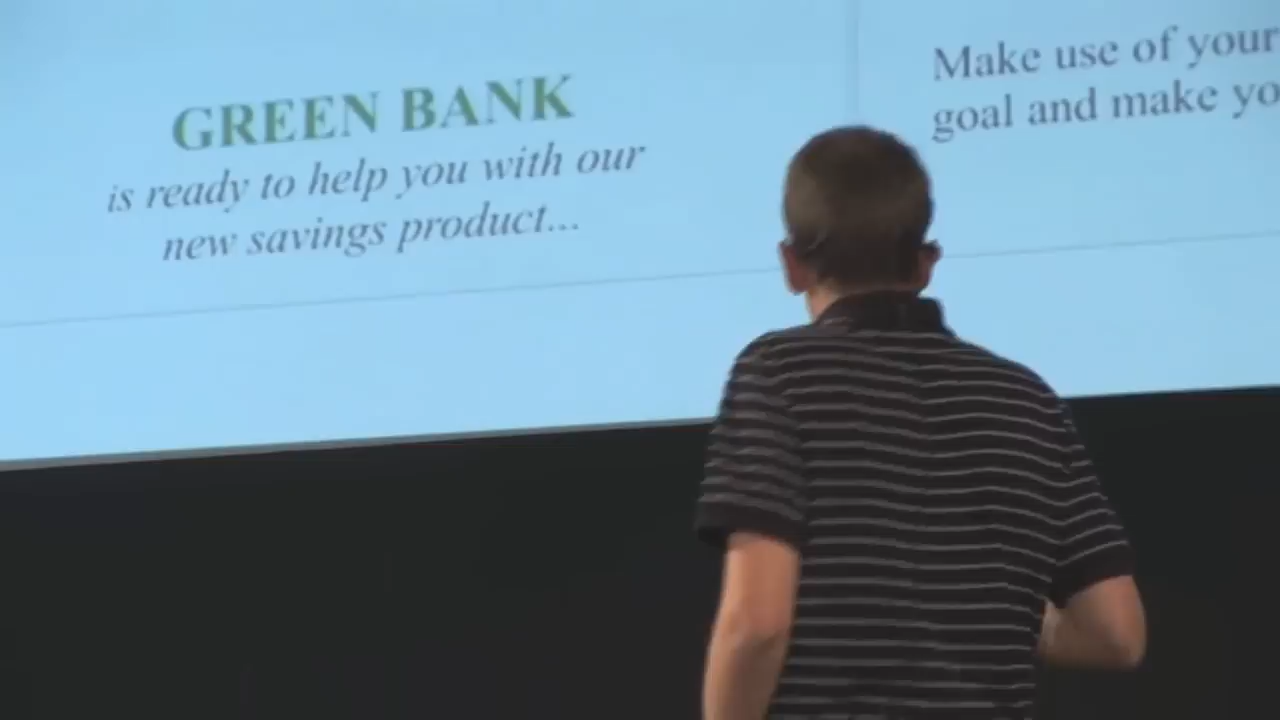 GREEN BANK
is ready to help you with our
new savings product...
Make use of your
goal and make yo